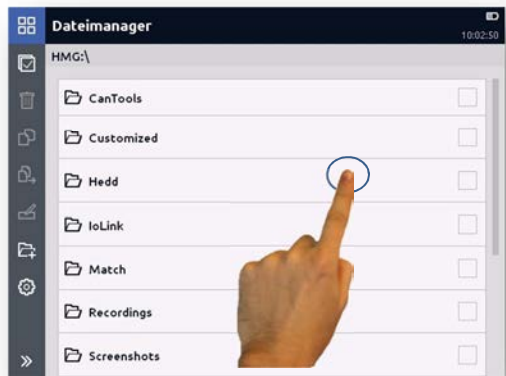 Dateimanager
10:02:50
HMG:\
CanTools
Customized
Hedd
IoLink
Match
Recordings
Screenshots